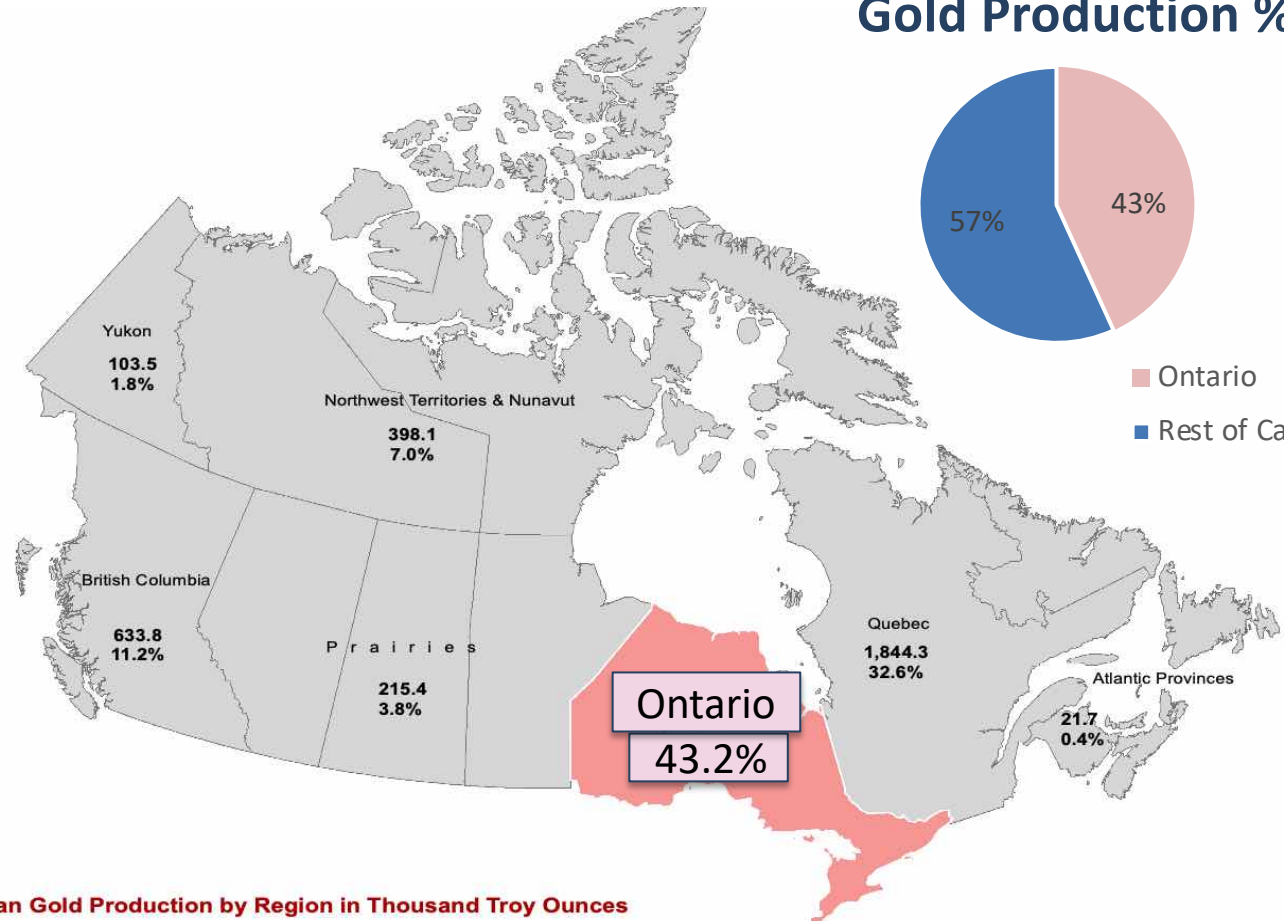 Gold Production %
57%
43%
Ontario
Rest of Ca
Yukon
103.5
1.8%
Northwest Territories & Nunavut
398.1
7.0%
British Columbia
633.8
11.2%
Prairies
215.4
3.8%
Ontario
43.2%
Quebec
1,844.3
32.6%
Atlantic Provinces
21.7
0.4%
an Gold Production by Region in Thousand Troy Ounces